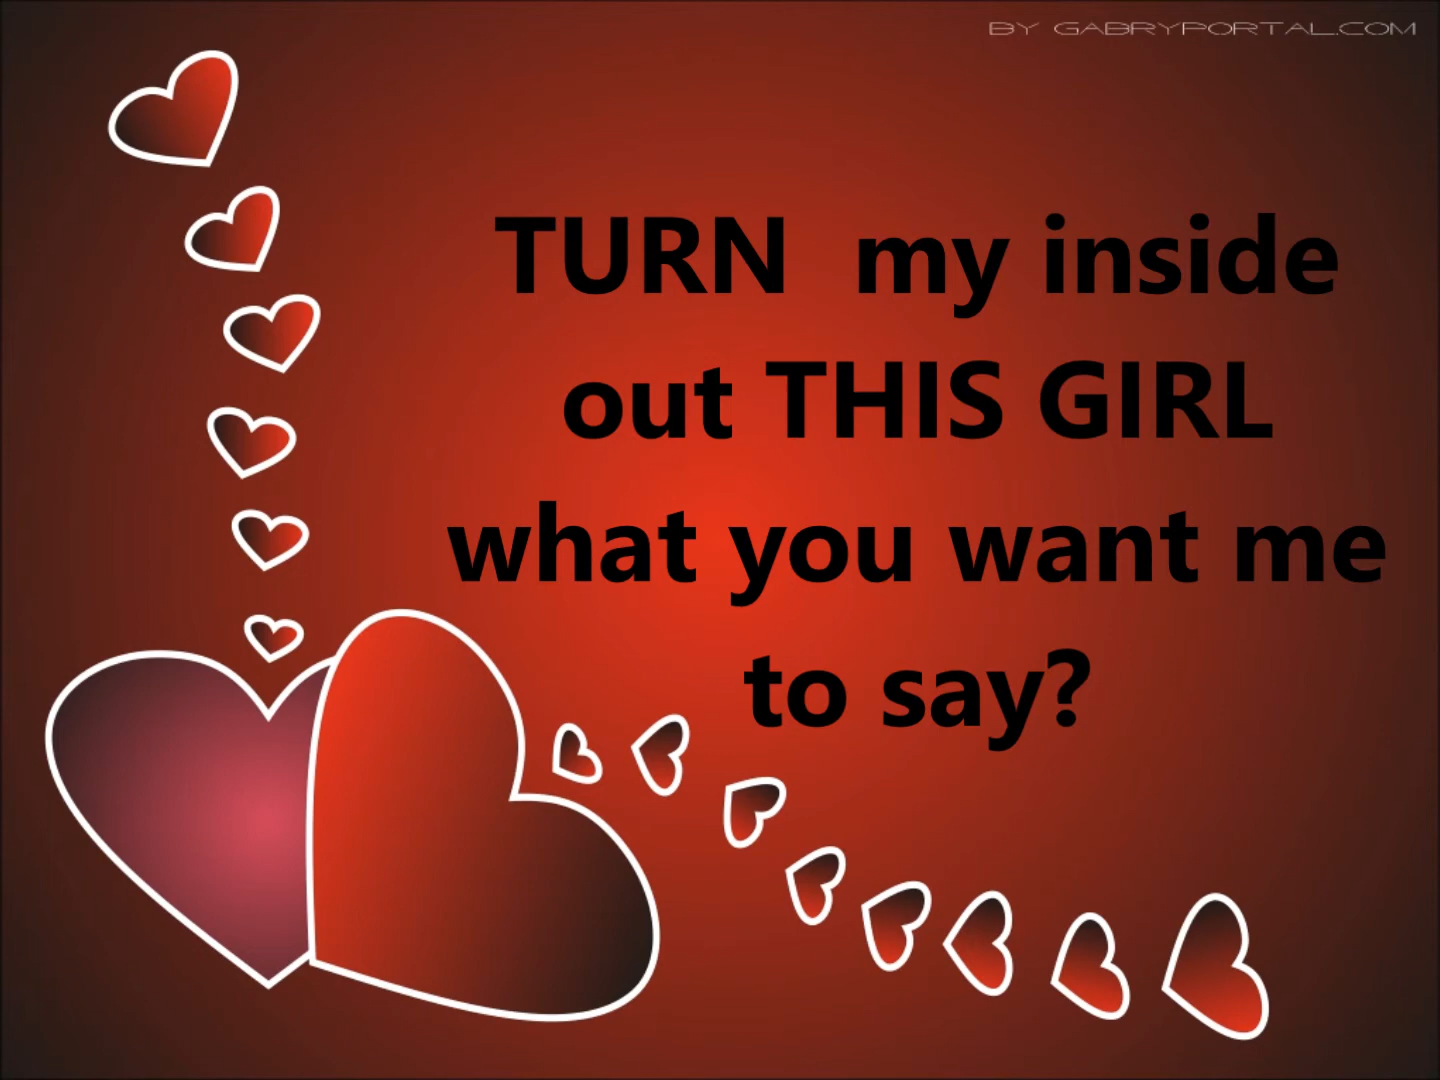 BY GABRYPORTAL.COM
TURN  my inside
out THIS GIRL
what you want me
to say?